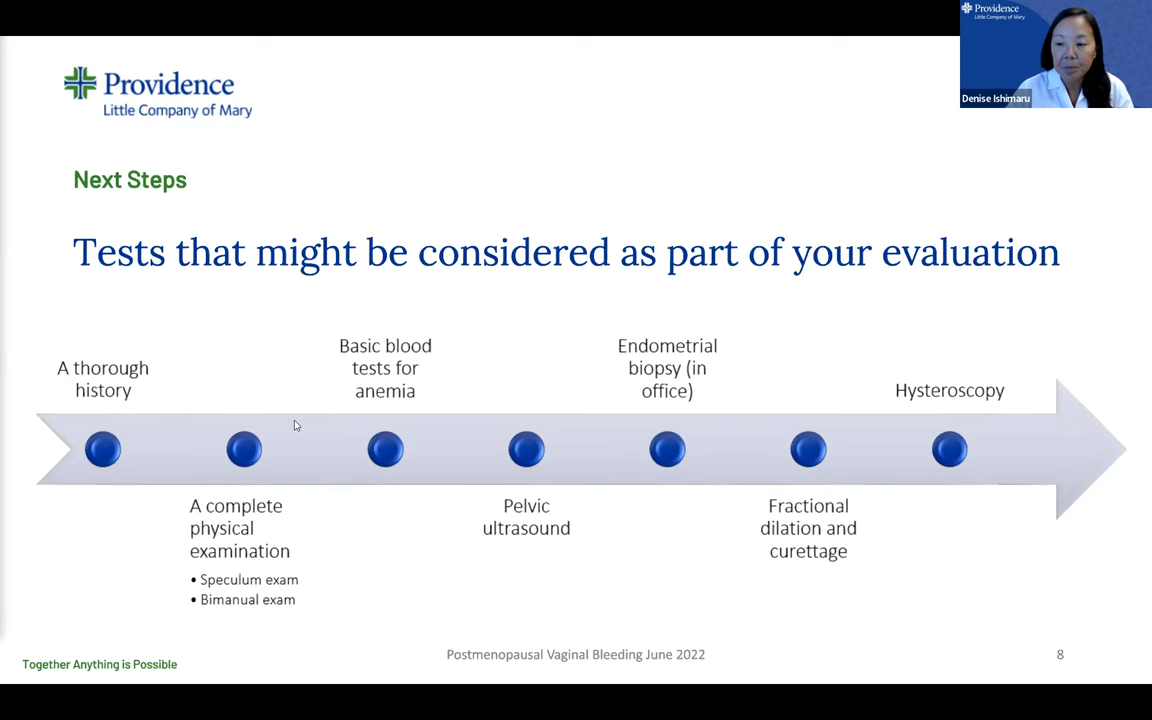 Providence
Little Company of Mary
Denise Ishimaru
Providence
Little Company of Mary
Next Steps
Tests that might be considered as part of your evaluation
A thorough
history
A complete
physical
examination
• Speculum exam
• Bimanual exam
Basic blood
tests for
anemia
Pelvic
ultrasound
Endometrial
biopsy (in
office)
Fractional
dilation and
curettage
Hysteroscopy
Together Anything is Possible
Postmenopausal Vaginal Bleeding June 2022
8